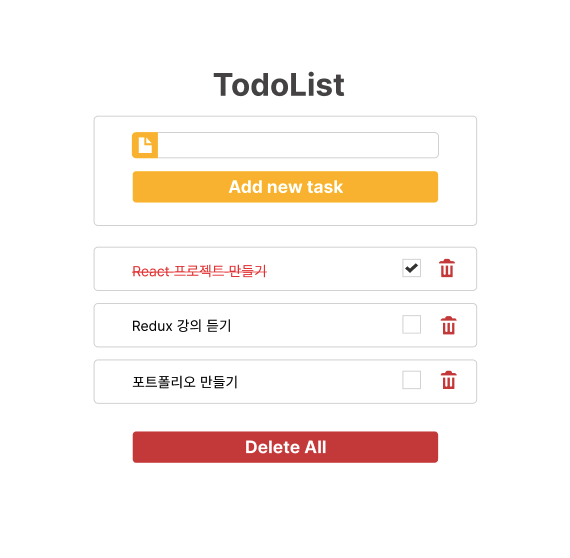 TodoList
Add new task
React 프로젝트 만들기
Redux 강의 듣기
포트폴리오 만들기
Delete All